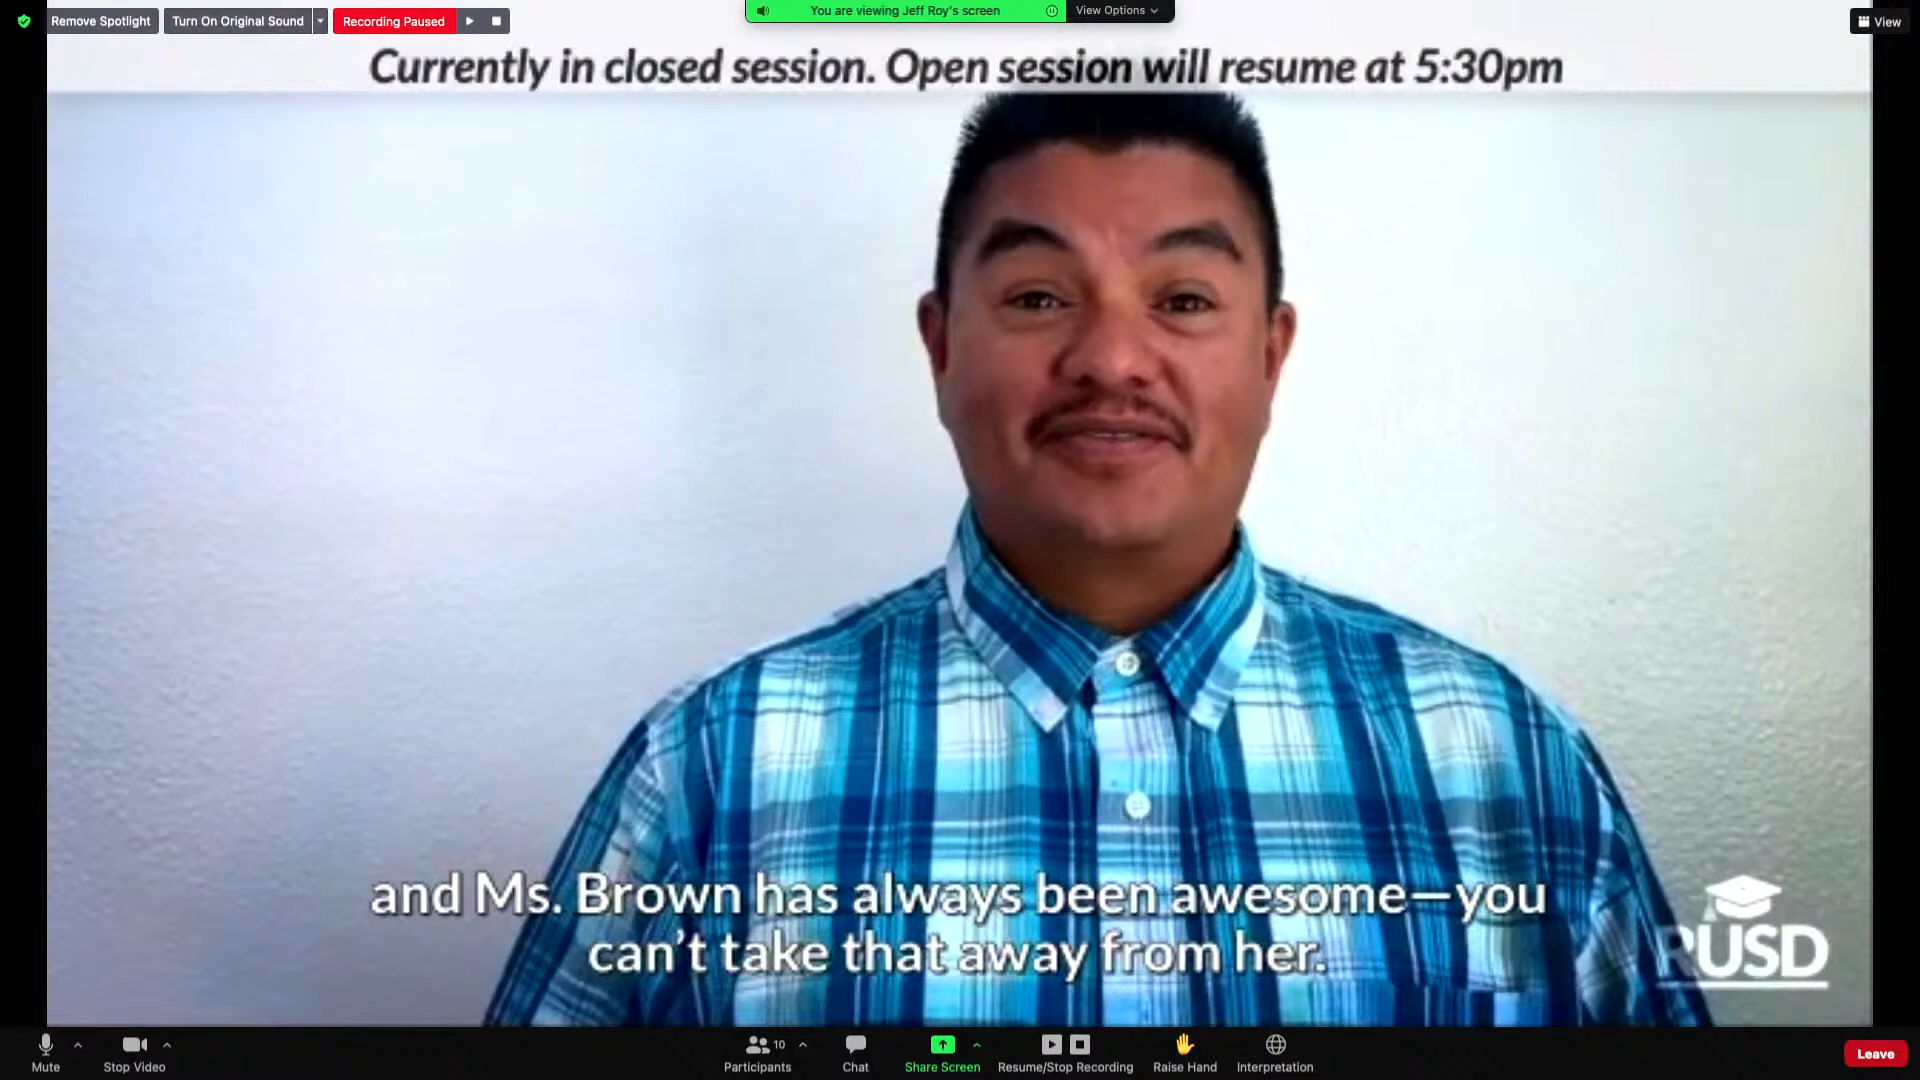 Remove Spotlight
Turn On Original Sound
Recording Paused
You are viewing Jeff Roy's screen
View Options
View
Currently in closed session. Open session will resume at 5:30pm
and Ms. Brown has always been awesome—you
can't take that away from her.
RUSD
Mute
Stop Video
10
Participants
Chat
Share Screen
Resume/Stop Recording
Raise Hand
Interpretation
Leave